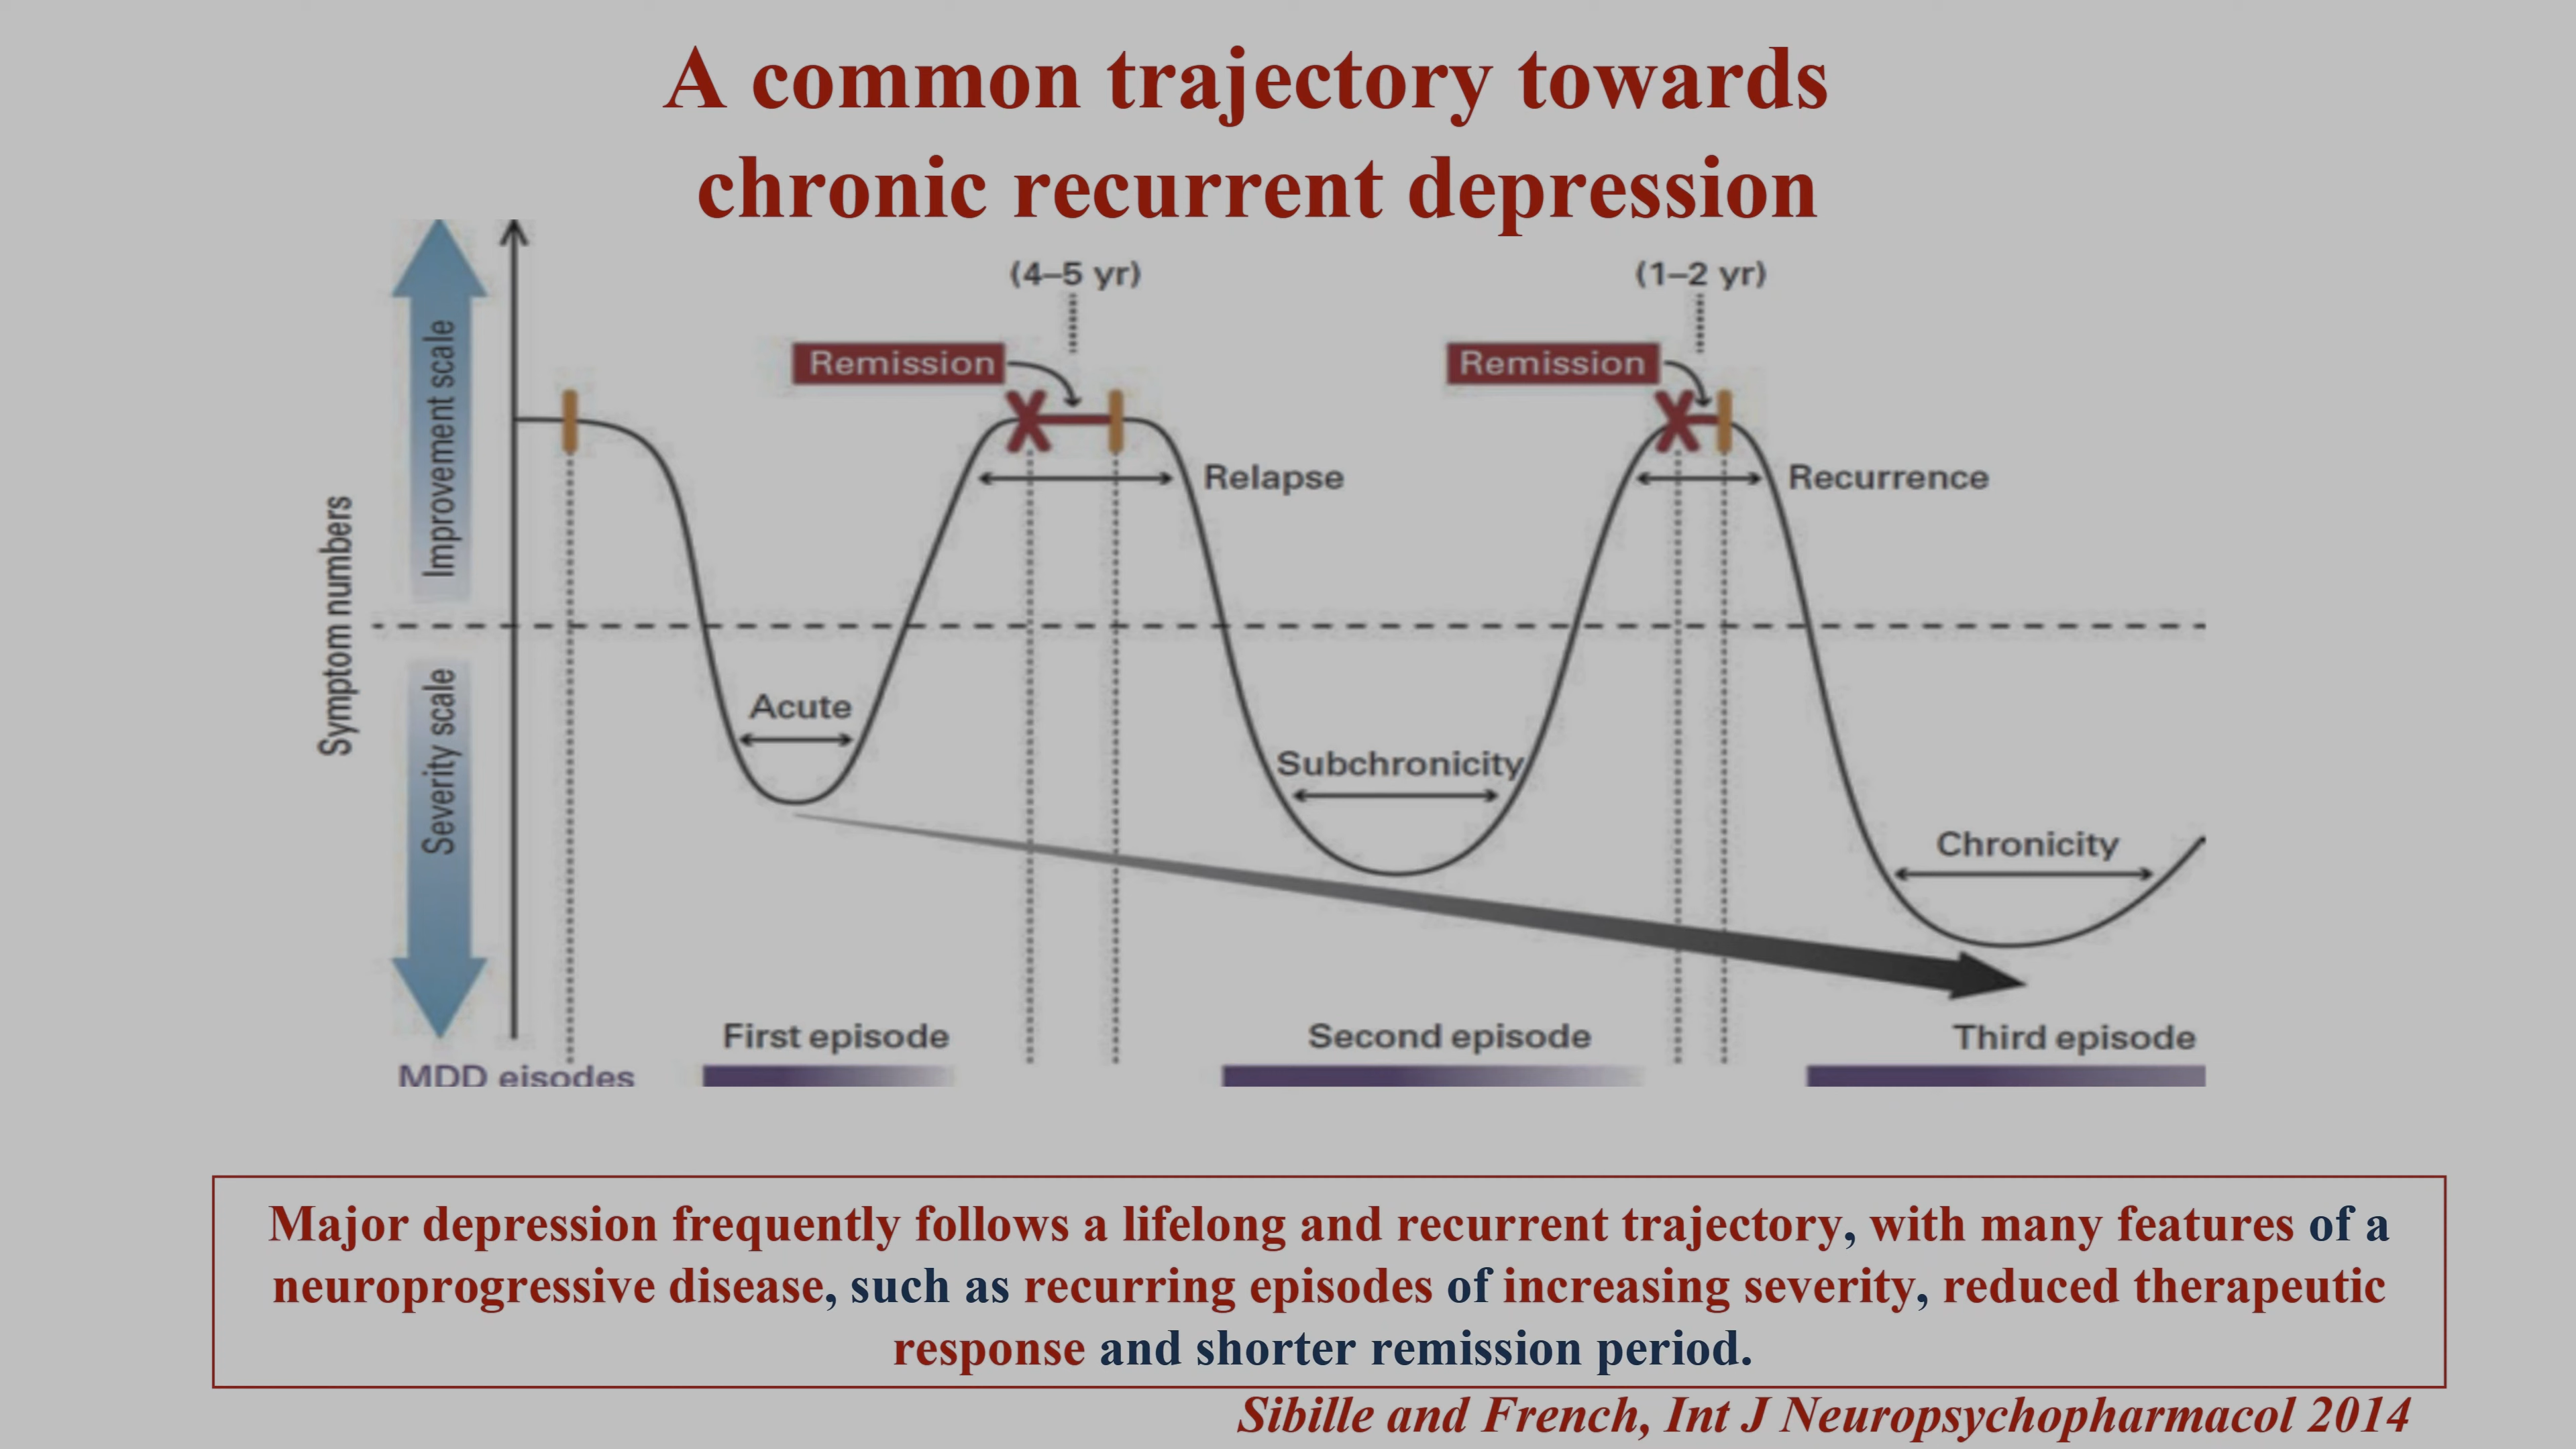 A common trajectory towards
chronic recurrent depression
(4–5 yr)
(1–2 yr)
Remission
Remission
Improvement scale
Relapse
Recurrence
Symptom numbers
Severity scale
Acute
Subchronicity
Chronicity
First episode
Second episode
Third episode
MDD eisodes
Major depression frequently follows a lifelong and recurrent trajectory, with many features of a
neuroprogressive disease, such as recurring episodes of increasing severity, reduced therapeutic
response and shorter remission period.
Sibille and French, Int J Neuropsychopharmacol 2014